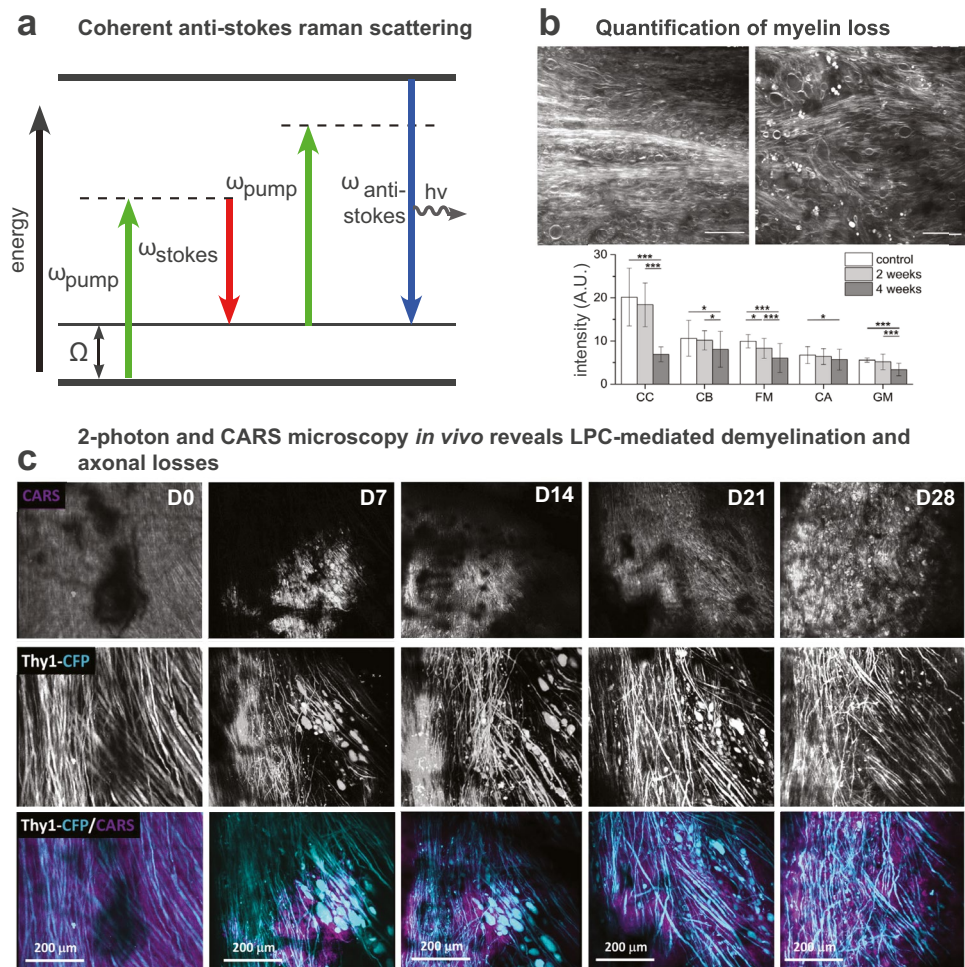 a
Coherent anti-stokes raman scattering
energy
ωpump
ωstokes
ωpump
ωanti-
stokes
hν
Ω
b
Quantification of myelin loss
intensity (A.U.)
30
20
10
0
***
***
*
*
***
*
***
*
***
***
control
2 weeks
4 weeks
CC
CB
FM
CA
GM
c
2-photon and CARS microscopy in vivo reveals LPC-mediated demyelination and
axonal losses
CARS
D0
D7
D14
D21
D28
Thy1-CFP
Thy1-CFP/CARS
200 μm
200 μm
200 μm
200 μm
200 μm